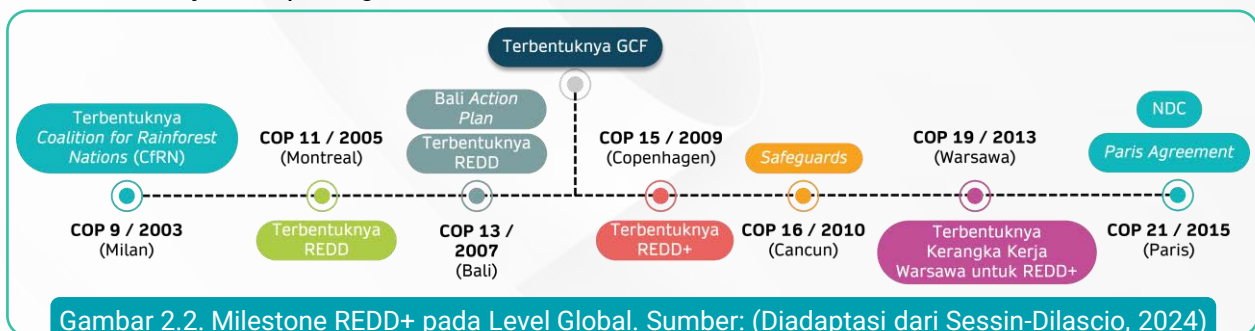 Terbentuknya GCF
Terbentuknya
Coalition for Rainforest
Nations (CfRN)
COP 9 / 2003
(Milan)
COP 11 / 2005
(Montreal)
Terbentuknya
REDD
Bali Action
Plan
Terbentuknya
REDD
COP 13 /
2007
(Bali)
COP 15 / 2009
(Copenhagen)
Terbentuknya
REDD+
Safeguards
COP 16 / 2010
(Cancun)
COP 19 / 2013
(Warsawa)
Terbentuknya
Kerangka Kerja
Warsawa untuk REDD+
NDC
Paris Agreement
COP 21 / 2015
(Paris)
Gambar 2.2. Milestone REDD+ pada Level Global. Sumber: (Diadaptasi dari Sessin-Dilascio, 2024)